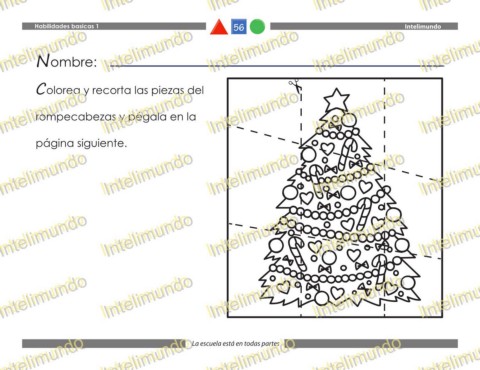 Habilidades basicas 1
56
Intelimundo
Nombre:
Colorea y recorta las piezas del
rompecabezas y pégala en la
página siguiente.
La escuela está en todas partes
Intelimundo